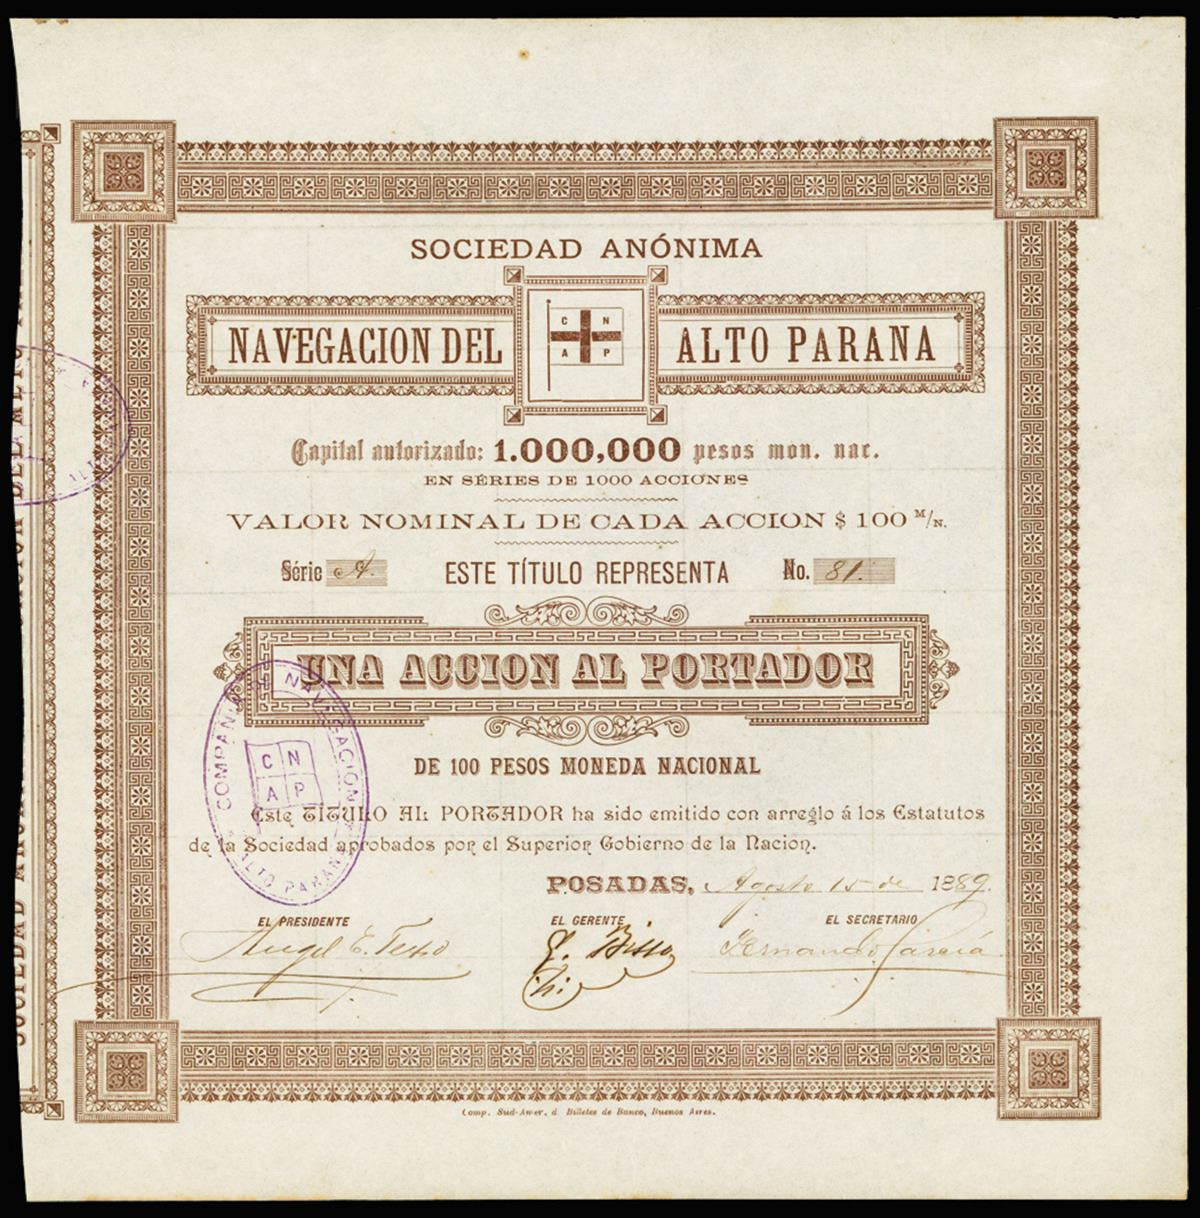 SOCIEDAD ANÓNIMA
NAVEGACION DEL
C N
A P
ALTO PARANA
Capital autorizado: 1.000,000 pesos mon. nac.
EN SÉRIES DE 1000 ACCIONES
VALOR NOMINAL DE CADA ACCION $ 100 M/N.
Série A. ESTE TÍTULO REPRESENTA No. 81.
UNA ACCION AL PORTADOR
DE 100 PESOS MONEDA NACIONAL
Este TÍTULO AL PORTADOR ha sido emitido con arreglo á los Estatutos
de la Sociedad aprobados por el Superior Gobierno de la Nacion.
POSADAS, Agosto 15 de 1889.
EL PRESIDENTE EL GERENTE EL SECRETARIO
Angel E. Fernando Garcia
COMPAÑIA DE NAVEGACION
C N
A P
ALTO PARANA
Comp. Sud-Amer. d Billetes de Banco, Buenos Aires.